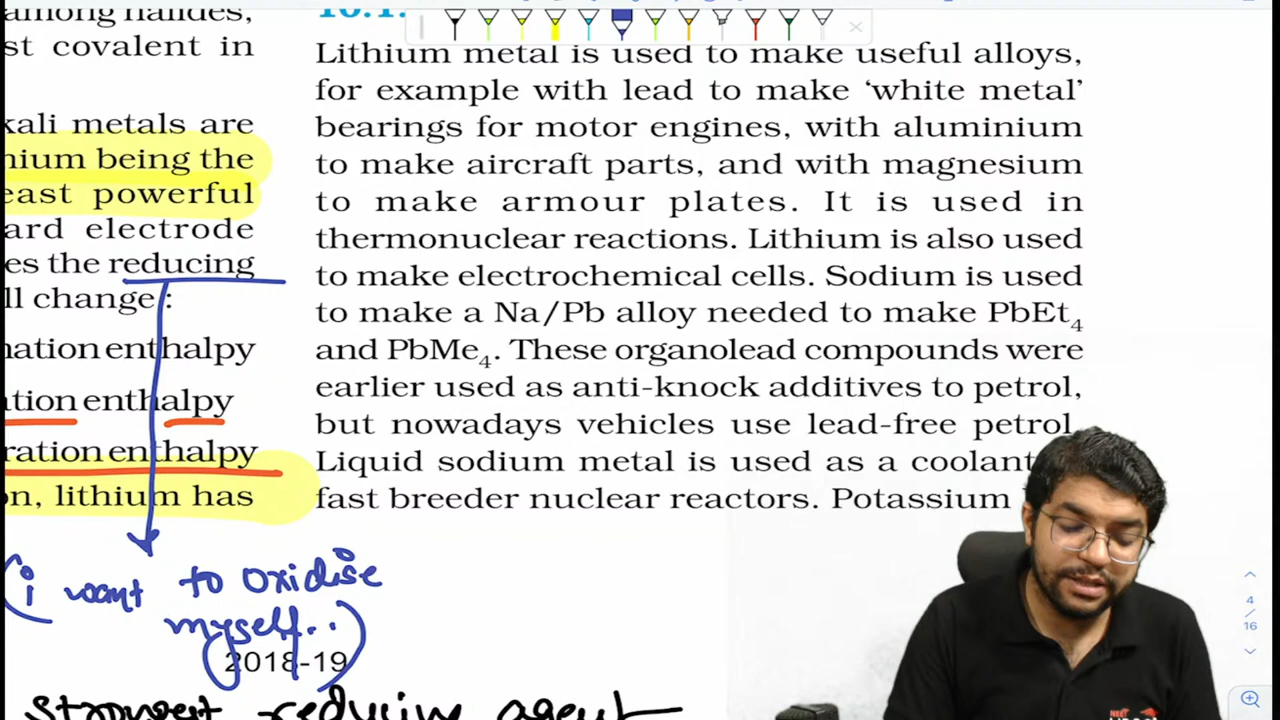 among halides,
st covalent in
kali metals are
nium being the
east powerful
ard electrode
es the reducing
ll change :
mation enthalpy
ation enthalpy
ration enthalpy
on, lithium has
(i want to oxidise
myself..)
2018-19
strongest reducing agent
Lithium metal is used to make useful alloys,
for example with lead to make ‘white metal’
bearings for motor engines, with aluminium
to make aircraft parts, and with magnesium
to make armour plates. It is used in
thermonuclear reactions. Lithium is also used
to make electrochemical cells. Sodium is used
to make a Na/Pb alloy needed to make PbEt₄
and PbMe₄. These organolead compounds were
earlier used as anti-knock additives to petrol,
but nowadays vehicles use lead-free petrol.
Liquid sodium metal is used as a coolant
fast breeder nuclear reactors. Potassium
4
/
16
NEET